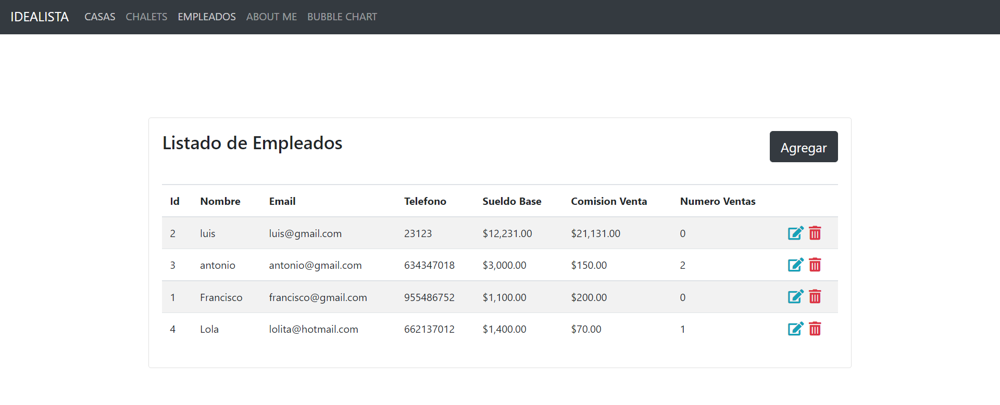 IDEALISTA CASAS CHALETS EMPLEADOS ABOUT ME BUBBLE CHART
Listado de Empleados
Agregar
Id Nombre Email Telefono Sueldo Base Comision Venta Numero Ventas
2 luis luis@gmail.com 23123 $12,231.00 $21,131.00 0
3 antonio antonio@gmail.com 634347018 $3,000.00 $150.00 2
1 Francisco francisco@gmail.com 955486752 $1,100.00 $200.00 0
4 Lola lolita@hotmail.com 662137012 $1,400.00 $70.00 1